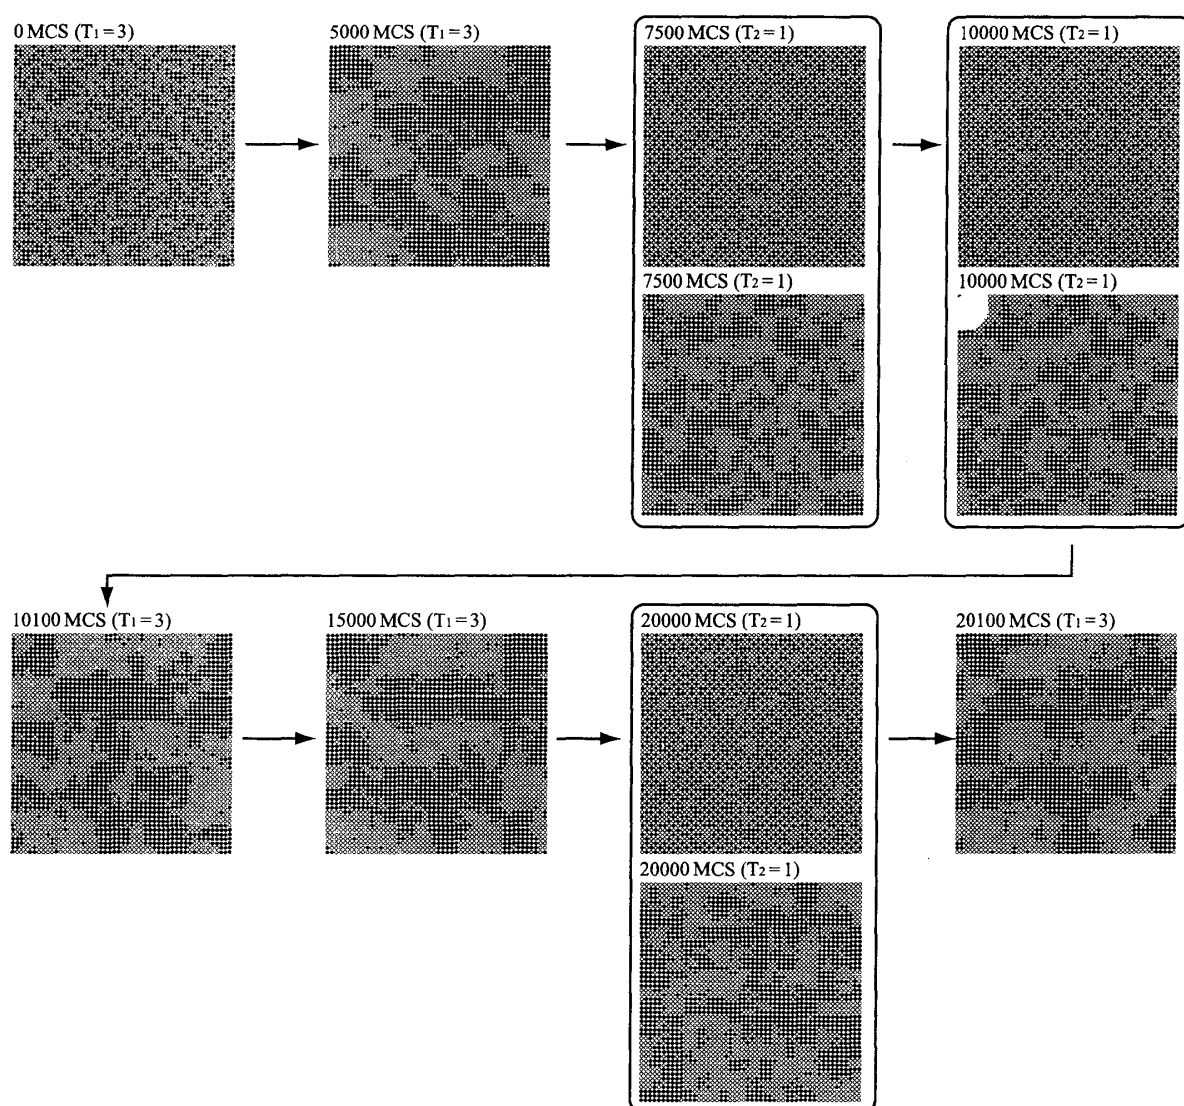 0 MCS (T1 = 3)
5000 MCS (T1 = 3)
7500 MCS (T2 = 1)
10000 MCS (T2 = 1)
7500 MCS (T2 = 1)
10000 MCS (T2 = 1)
10100 MCS (T1 = 3)
15000 MCS (T1 = 3)
20000 MCS (T2 = 1)
20100 MCS (T1 = 3)
20000 MCS (T2 = 1)